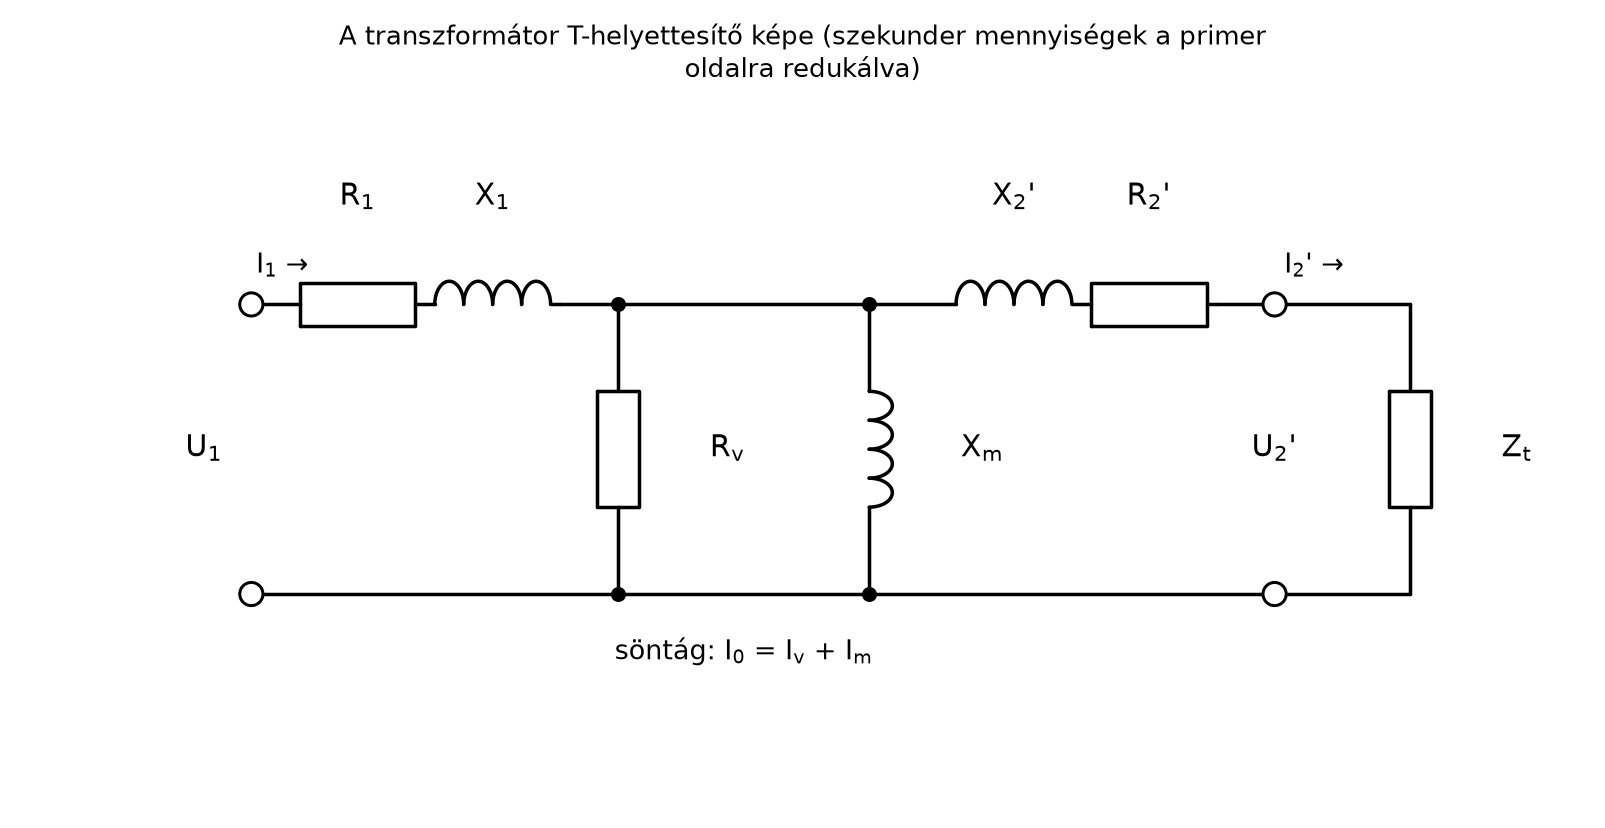 A transzformátor T-helyettesítő képe (szekunder mennyiségek a primer
oldalra redukálva)
R₁ X₁ X₂' R₂'
I₁ → I₂' →
U₁ Rᵥ Xₘ U₂' Zₜ
söntág: I₀ = Iᵥ + Iₘ